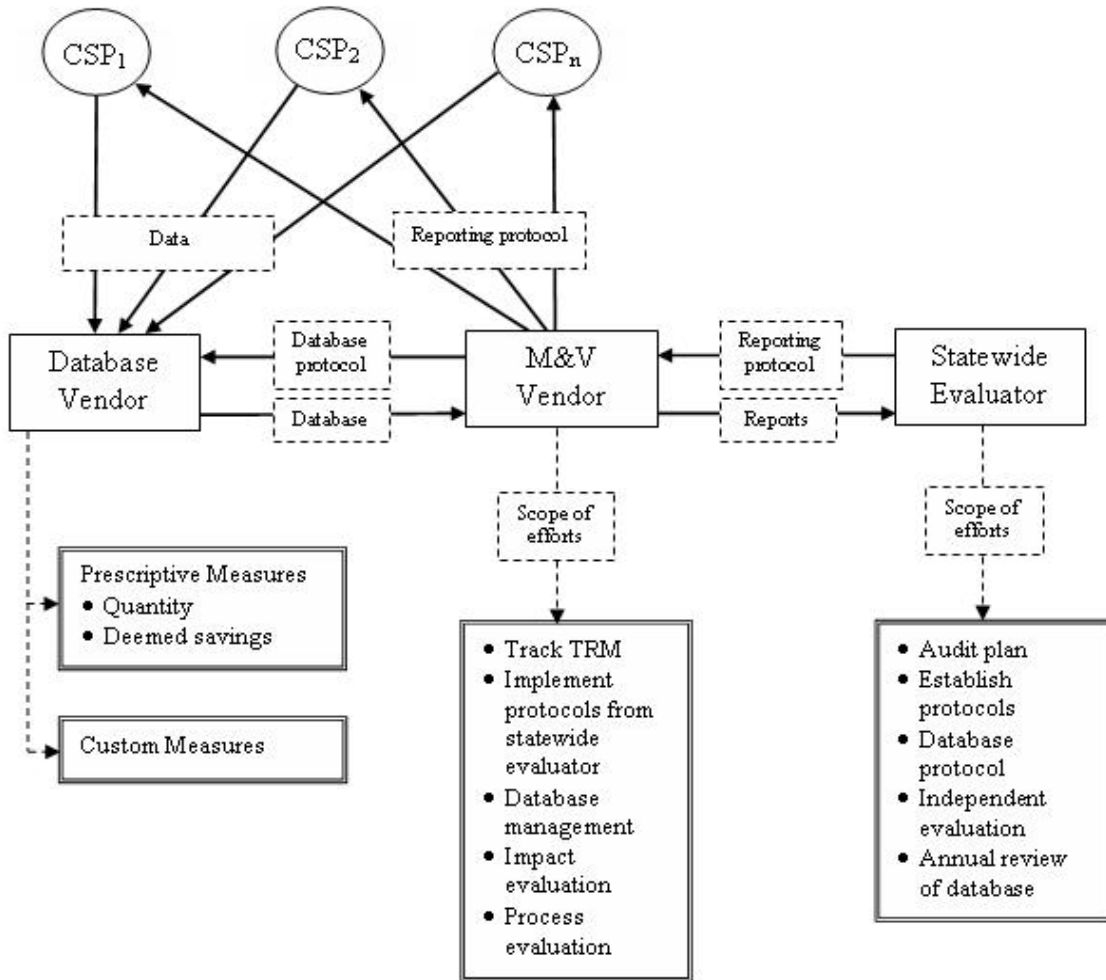 CSP₁
CSP₂
CSPₙ
Data
Reporting protocol
Database
Vendor
Database
protocol
Database
M&V
Vendor
Reporting
protocol
Reports
Statewide
Evaluator
Scope of
efforts
Scope of
efforts
Prescriptive Measures
• Quantity
• Deemed savings
Custom Measures
• Track TRM
• Implement
protocols from
statewide
evaluator
• Database
management
• Impact
evaluation
• Process
evaluation
• Audit plan
• Establish
protocols
• Database
protocol
• Independent
evaluation
• Annual review
of database